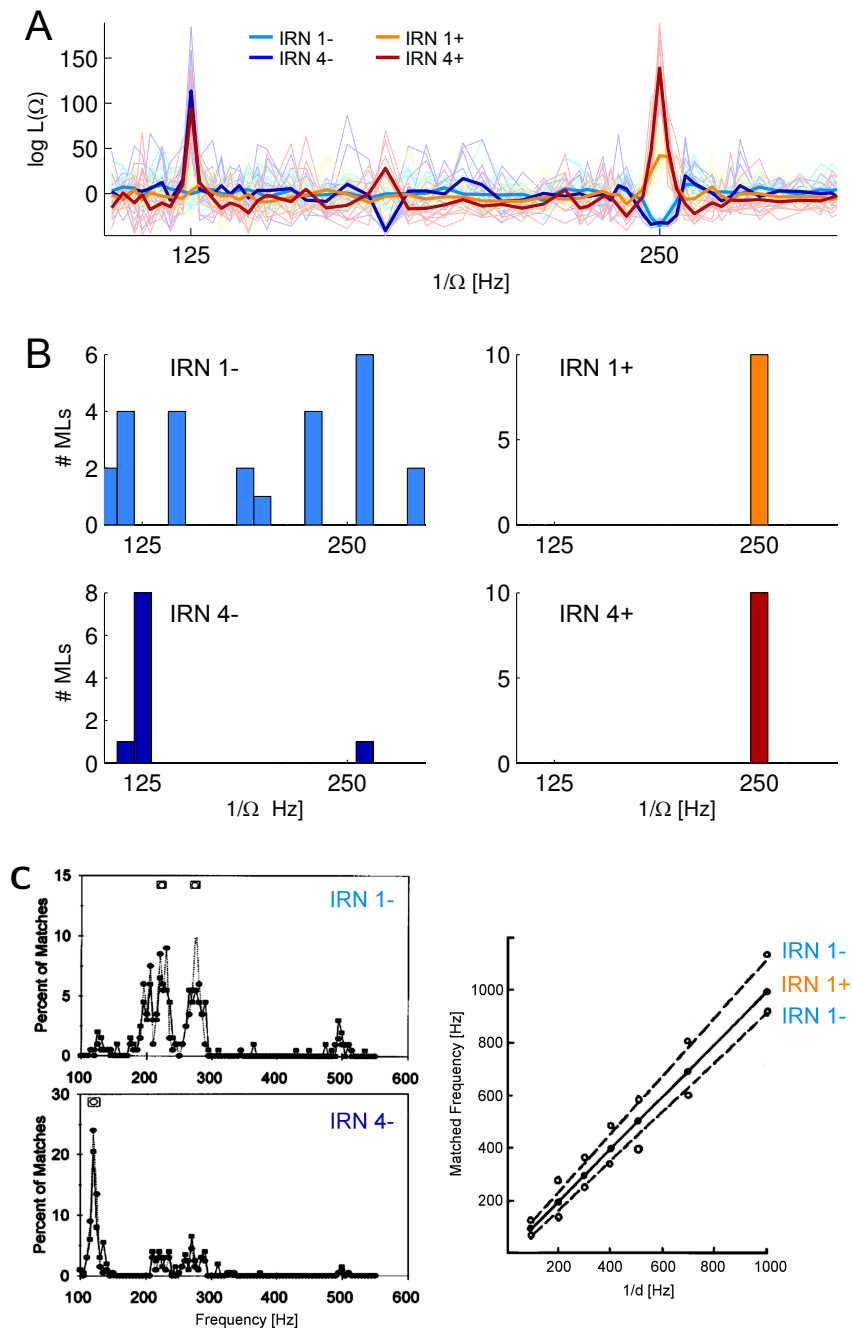 A
IRN 1-
IRN 1+
IRN 4-
IRN 4+
150
100
50
0
log L(Ω)
125
250
1/Ω [Hz]
B
6
4
2
0
# MLs
IRN 1-
125
250
10
5
0
IRN 1+
125
250
8
6
4
2
0
# MLs
IRN 4-
125
250
1/Ω Hz]
10
5
0
IRN 4+
125
250
1/Ω [Hz]
C
15
10
5
0
Percent of Matches
IRN 1-
100
200
300
400
500
600
30
20
10
0
Percent of Matches
IRN 4-
100
200
300
400
500
600
Frequency [Hz]
IRN 1-
IRN 1+
IRN 1-
1000
800
600
400
200
Matched Frequency [Hz]
200
400
600
800
1000
1/d [Hz]